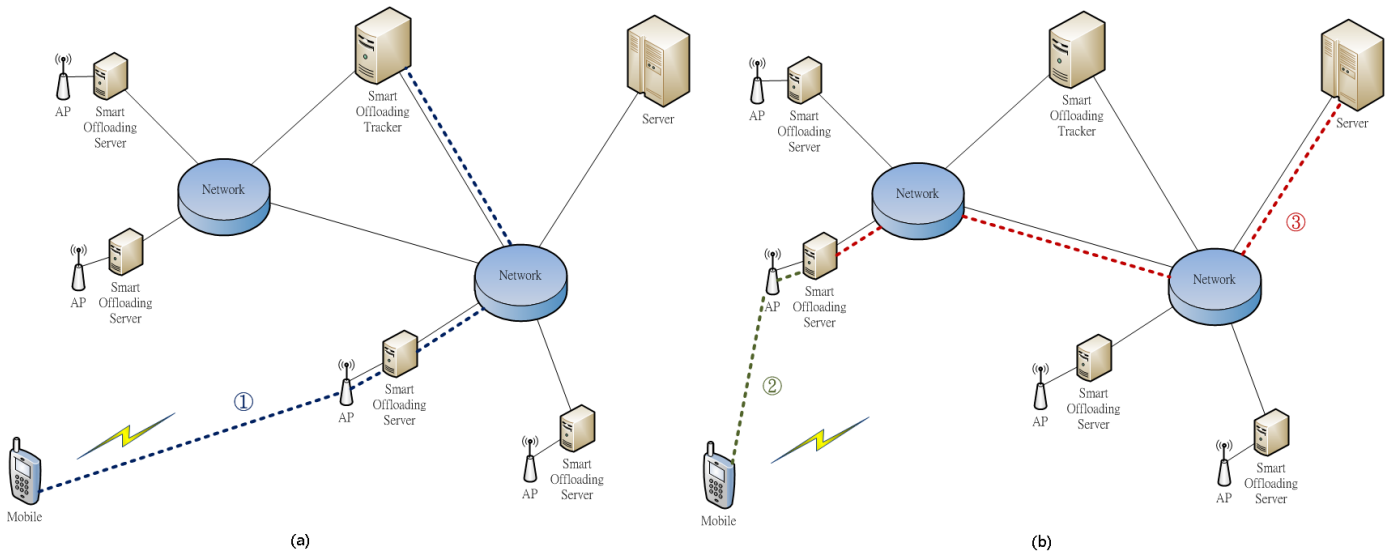 AP
Smart
Offloading
Server
Smart
Offloading
Tracker
Server
Network
AP
Smart
Offloading
Server
Network
①
AP
Smart
Offloading
Server
AP
Smart
Offloading
Server
Mobile
(a)
AP
Smart
Offloading
Server
Smart
Offloading
Tracker
Server
Network
③
AP
Smart
Offloading
Server
Network
②
AP
Smart
Offloading
Server
AP
Smart
Offloading
Server
Mobile
(b)